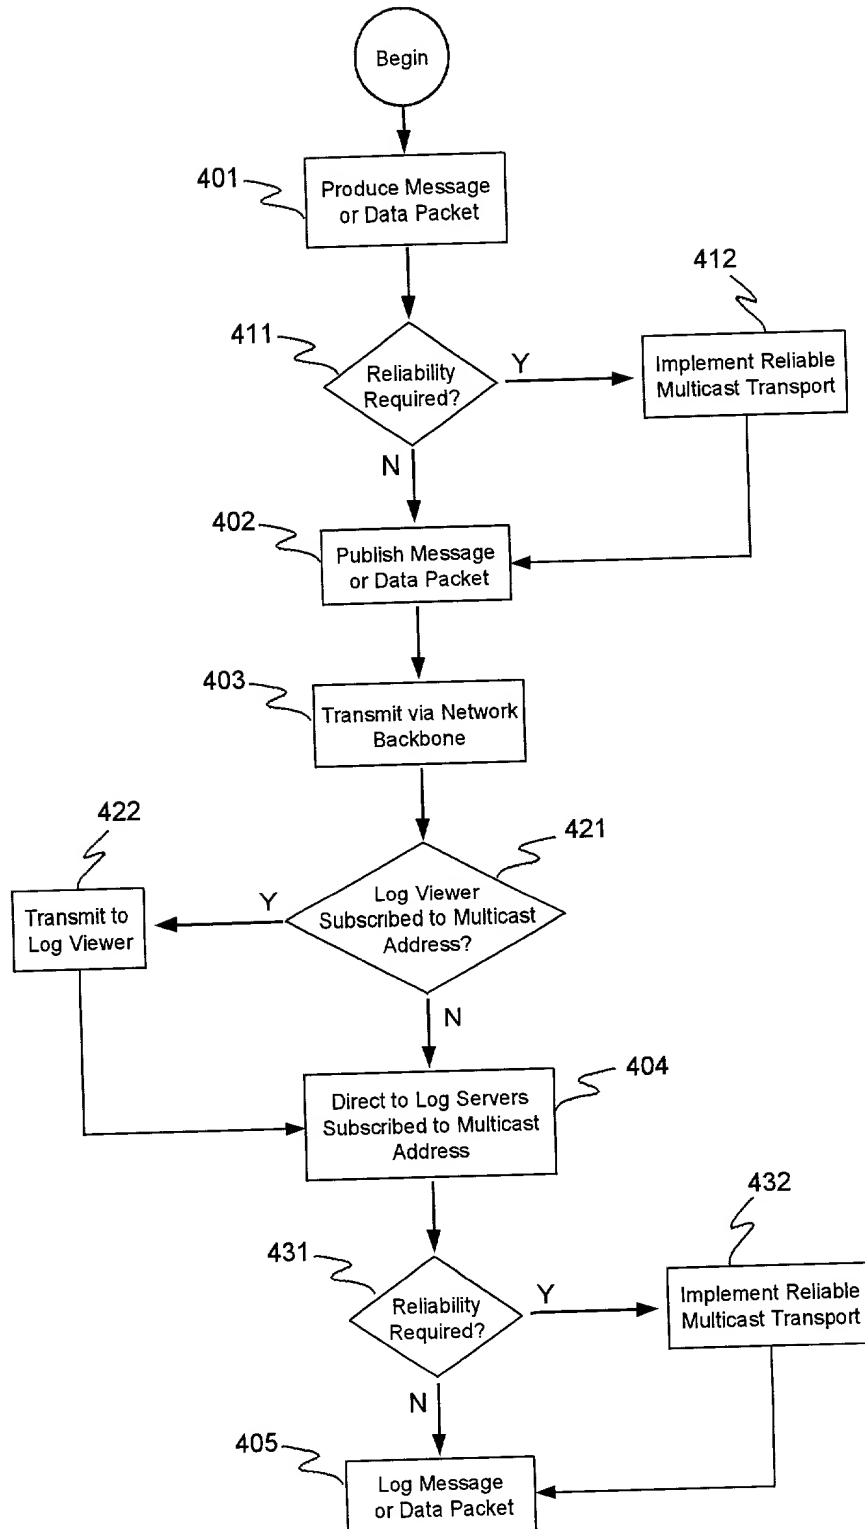 Begin
401
Produce Message
or Data Packet
412
411
Reliability
Required?
Y
Implement Reliable
Multicast Transport
N
402
Publish Message
or Data Packet
403
Transmit via Network
Backbone
422
421
Log Viewer
Subscribed to Multicast
Address?
Y
Transmit to
Log Viewer
N
404
Direct to Log Servers
Subscribed to Multicast
Address
432
431
Reliability
Required?
Y
Implement Reliable
Multicast Transport
N
405
Log Message
or Data Packet